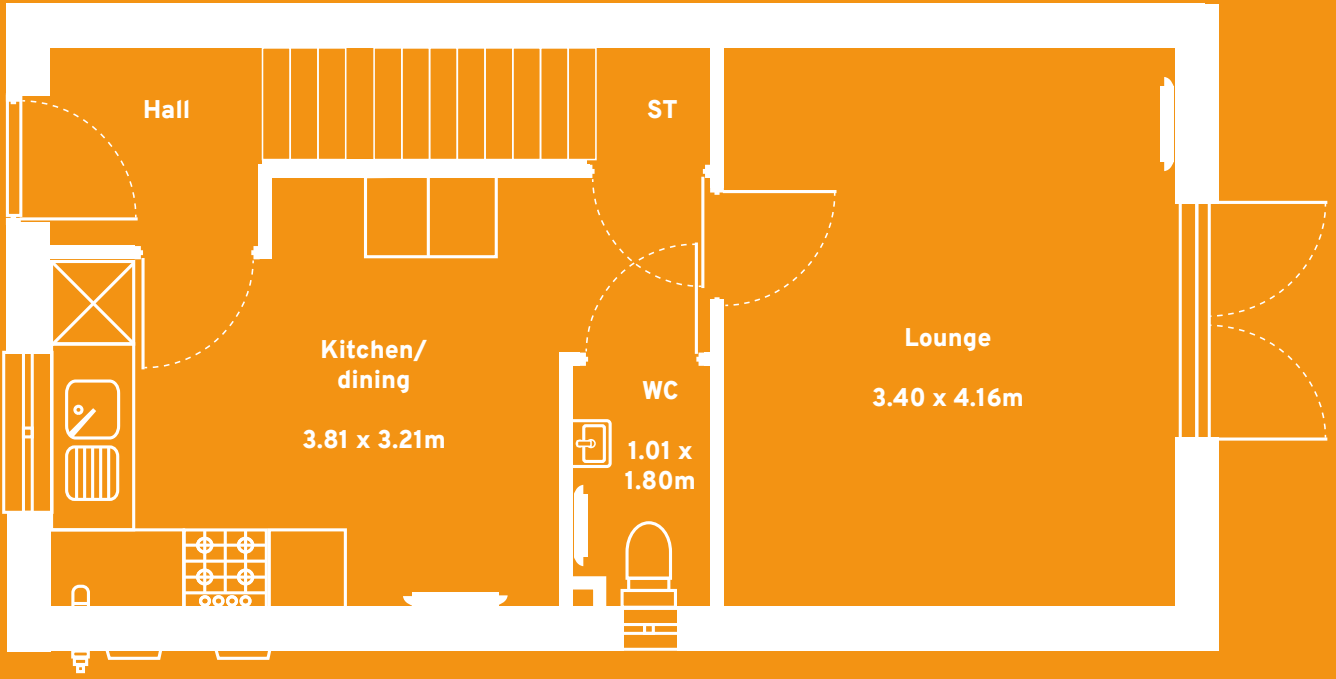 Hall
ST
Kitchen/
dining
3.81 x 3.21m
WC
1.01 x
1.80m
Lounge
3.40 x 4.16m